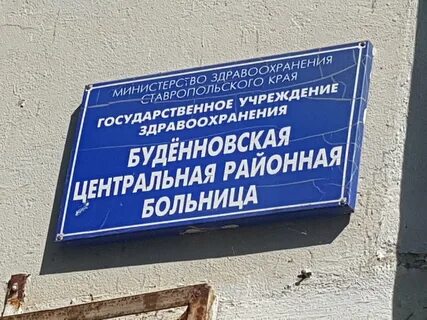 МИНИСТЕРСТВО ЗДРАВООХРАНЕНИЯ
СТАВРОПОЛЬСКОГО КРАЯ
ГОСУДАРСТВЕННОЕ УЧРЕЖДЕНИЕ
ЗДРАВООХРАНЕНИЯ
БУДЁННОВСКАЯ
ЦЕНТРАЛЬНАЯ РАЙОННАЯ
БОЛЬНИЦА